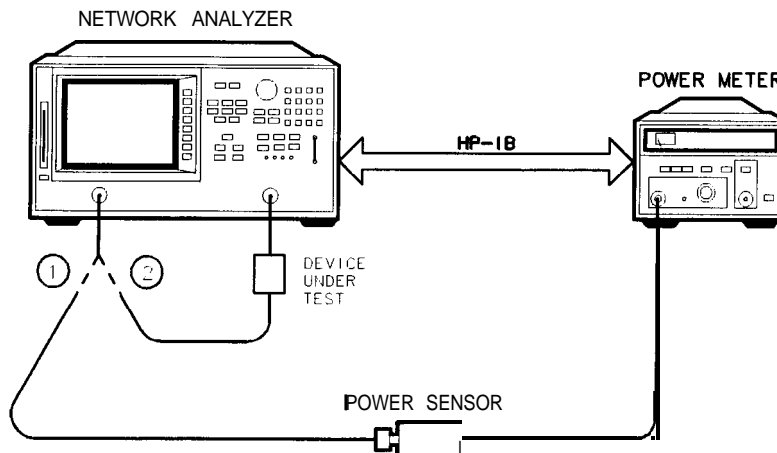 NETWORK ANALYZER
POWER METER
HP-IB
1
2
DEVICE
UNDER
TEST
POWER SENSOR